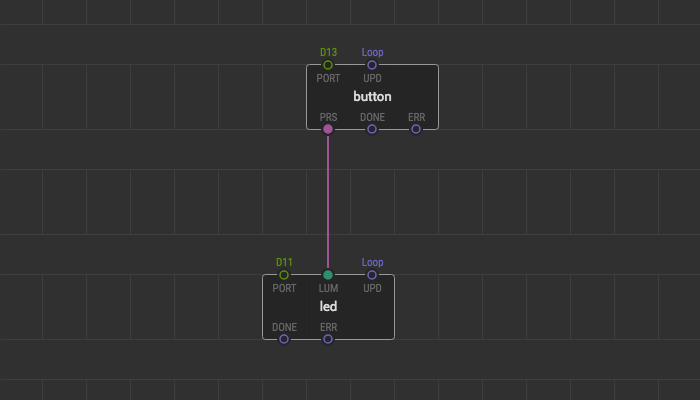 D13 Loop
PORT UPD
button
PRS DONE ERR
D11 Loop
PORT LUM UPD
led
DONE ERR